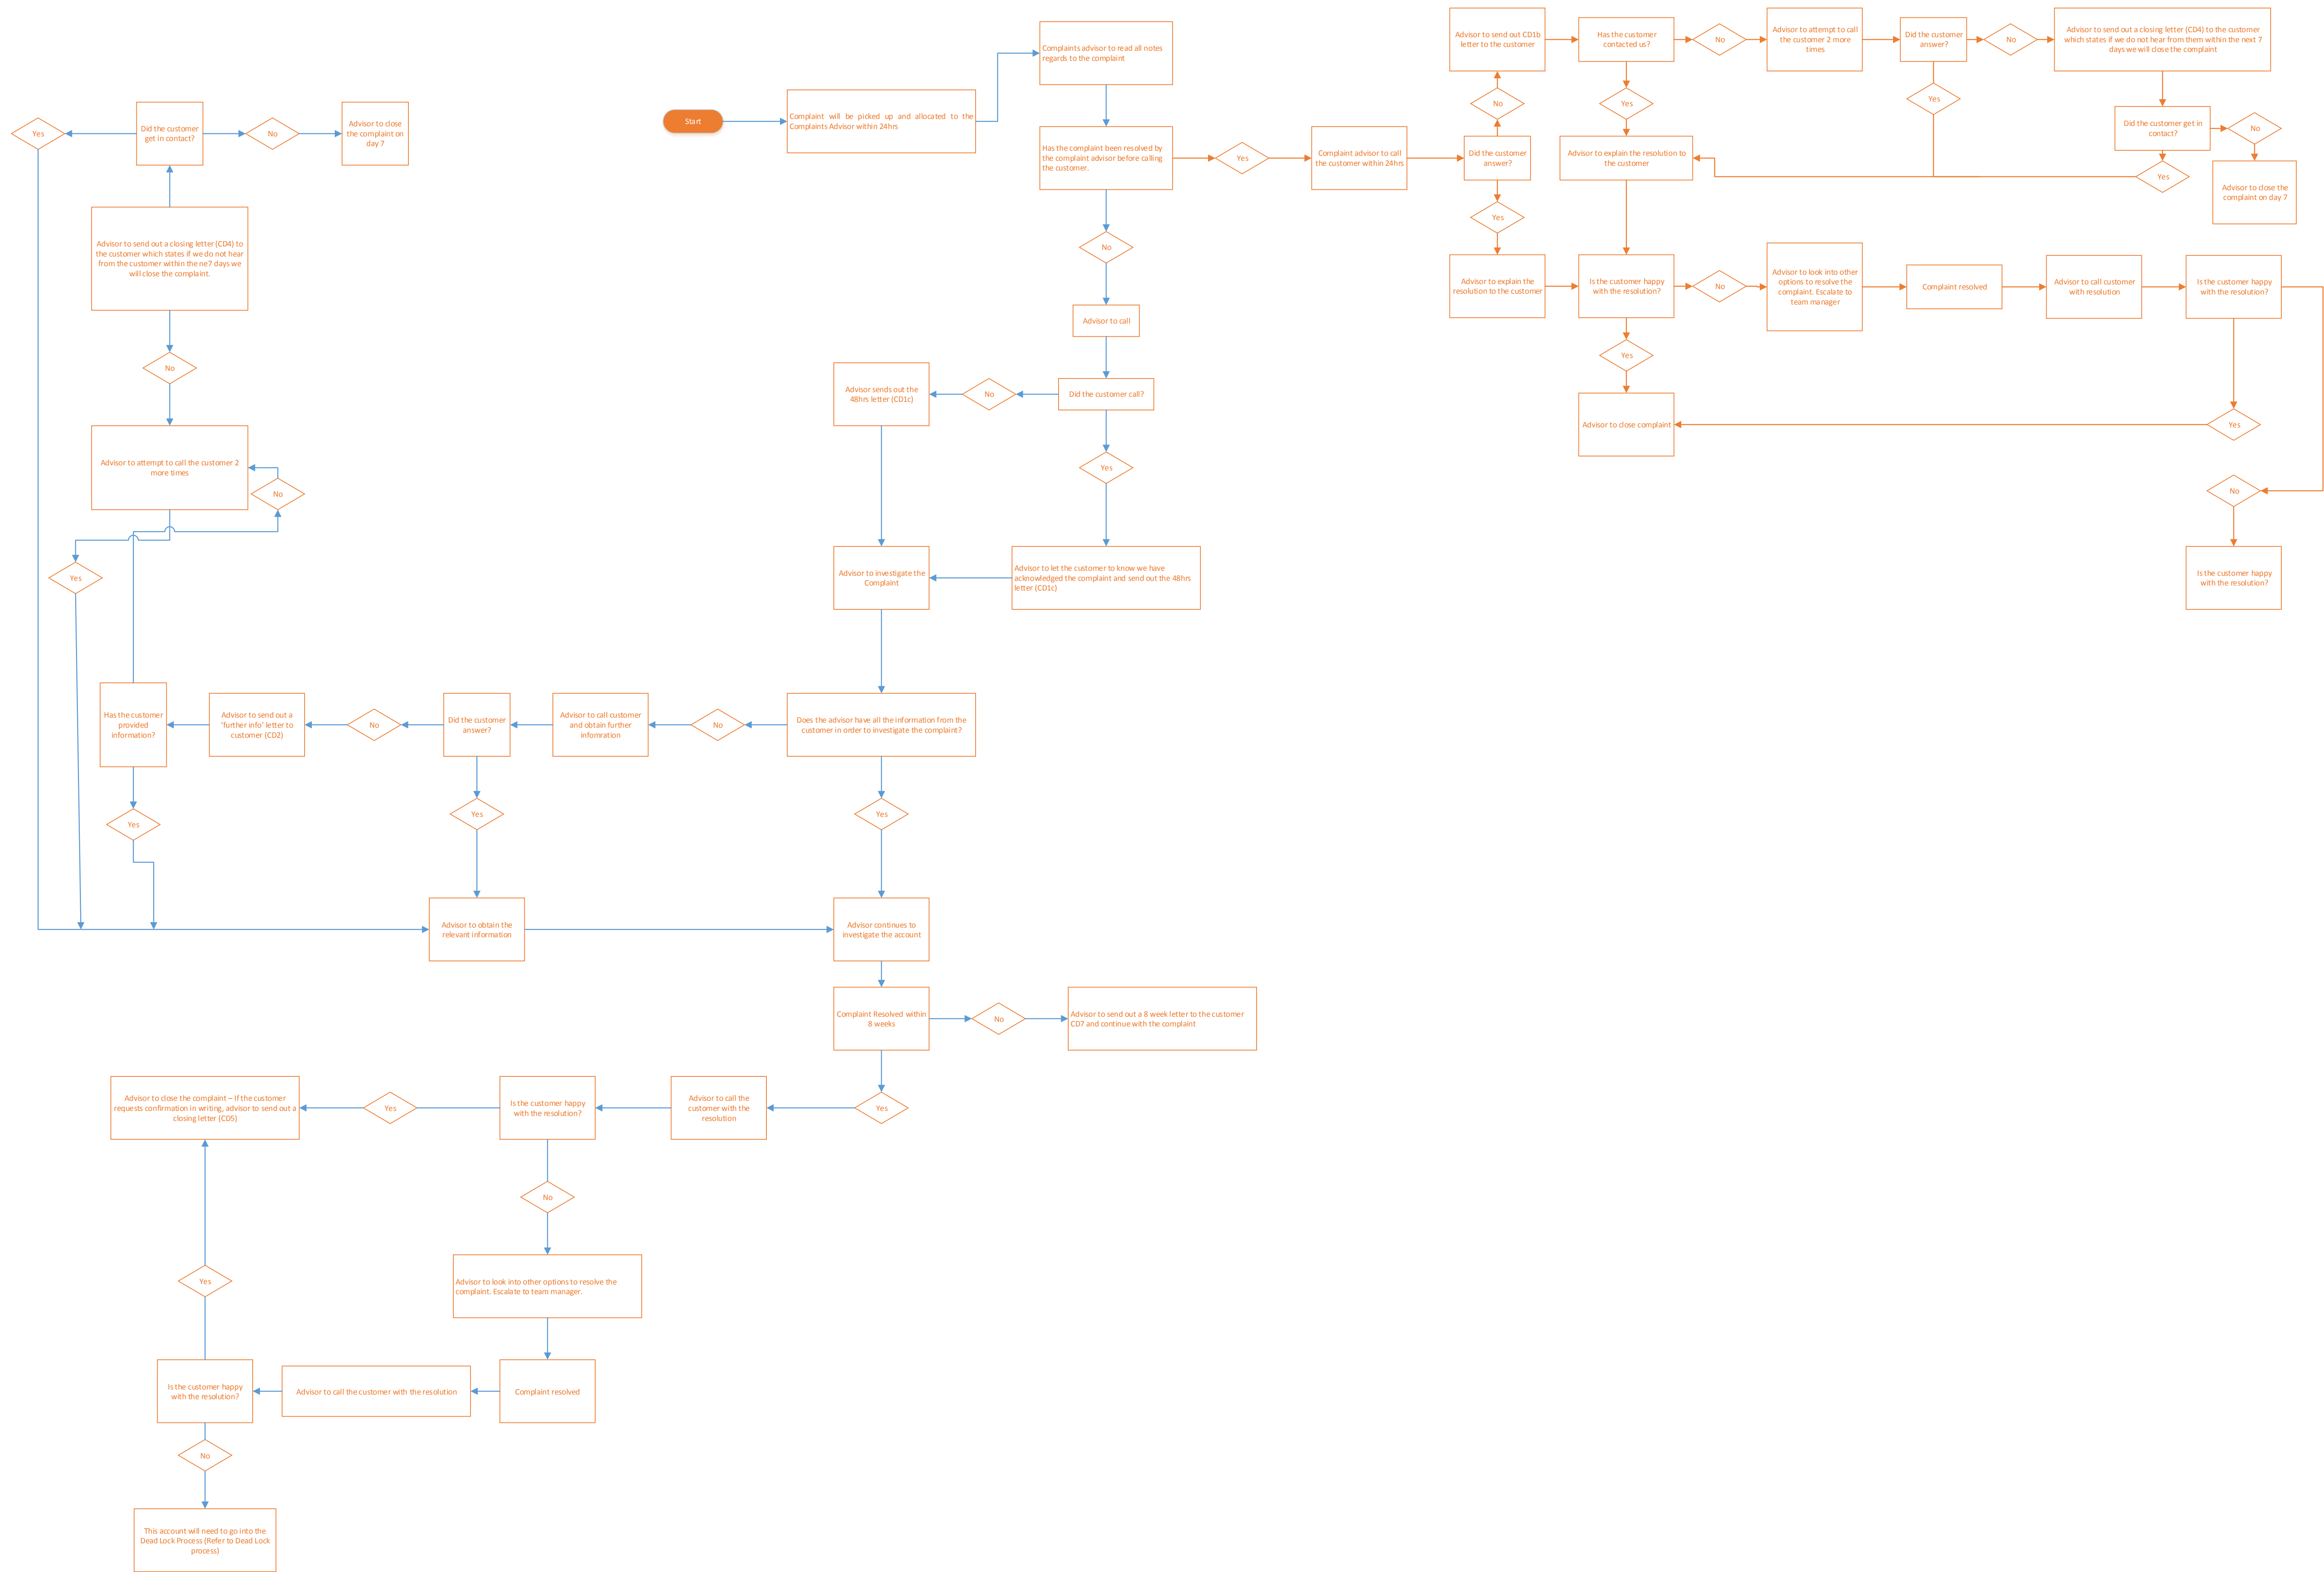 Start
Complaint will be picked up and allocated to the
Complaints Advisor within 24hrs
Complaints advisor to read all notes
regards to the complaint
Has the complaint been resolved by
the complaint advisor before calling
the customer.
Yes
Complaint advisor to call
the customer within 24hrs
Did the customer
answer?
No
Advisor to send out CD1b
letter to the customer
Has the customer
contacted us?
No
Advisor to attempt to call
the customer 2 more
times
Did the customer
answer?
No
Advisor to send out a closing letter (CD4) to the customer
which states if we do not hear from them within the next 7
days we will close the complaint
Yes
Yes
Did the customer get in
contact?
No
Advisor to close the
complaint on day 7
Yes
Advisor to explain the resolution to
the customer
Yes
Advisor to explain the
resolution to the customer
Is the customer happy
with the resolution?
No
Advisor to look into other
options to resolve the
complaint. Escalate to
team manager
Complaint resolved
Advisor to call customer
with resolution
Is the customer happy
with the resolution?
Yes
Advisor to close complaint
Yes
No
Is the customer happy
with the resolution?
No
Advisor to call
Did the customer call?
No
Advisor sends out the
48hrs letter (CD1c)
Yes
Advisor to let the customer to know we have
acknowledged the complaint and send out the 48hrs
letter (CD1c)
Advisor to investigate the
Complaint
Does the advisor have all the information from the
customer in order to investigate the complaint?
No
Advisor to call customer
and obtain further
infomration
Did the customer
answer?
No
Advisor to send out a
'further info' letter to
customer (CD2)
Has the customer
provided
information?
No
Advisor to attempt to call the customer 2
more times
No
Advisor to send out a closing letter (CD4) to
the customer which states if we do not hear
from the customer within the ne7 days we
will close the complaint.
Did the customer
get in contact?
No
Advisor to close
the complaint on
day 7
Yes
Yes
Yes
Yes
Yes
Advisor to obtain the
relevant information
Advisor continues to
investigate the account
Complaint Resolved within
8 weeks
No
Advisor to send out a 8 week letter to the customer
CD7 and continue with the complaint
Yes
Advisor to call the
customer with the
resolution
Is the customer happy
with the resolution?
Yes
Advisor to close the complaint – If the customer
requests confirmation in writing, advisor to send out a
closing letter (CD5)
No
Advisor to look into other options to resolve the
complaint. Escalate to team manager.
Complaint resolved
Advisor to call the customer with the resolution
Is the customer happy
with the resolution?
Yes
No
This account will need to go into the
Dead Lock Process (Refer to Dead Lock
process)